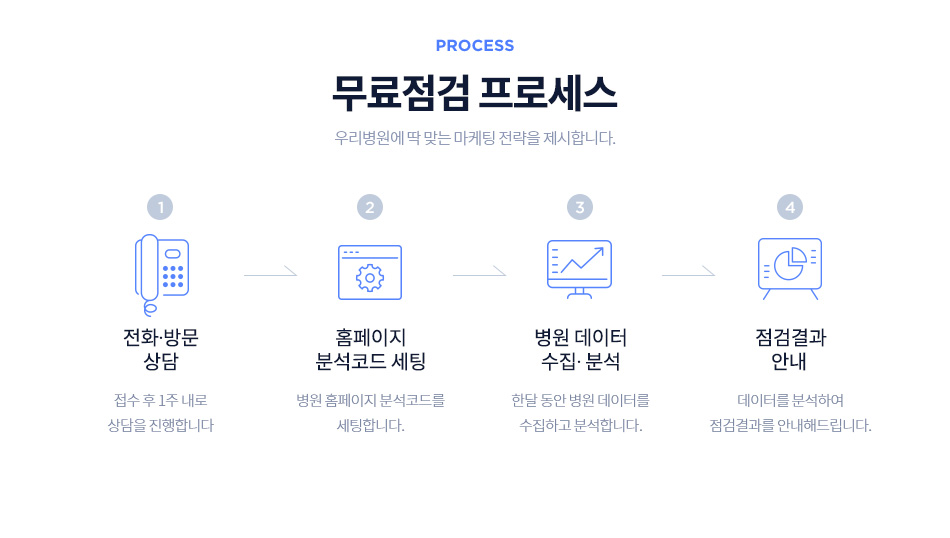 PROCESS
무료점검 프로세스
우리병원에 딱 맞는 마케팅 전략을 제시합니다.
1
전화·방문
상담
접수 후 1주 내로
상담을 진행합니다
2
홈페이지
분석코드 세팅
병원 홈페이지 분석코드를
세팅합니다.
3
병원 데이터
수집· 분석
한달 동안 병원 데이터를
수집하고 분석합니다.
4
점검결과
안내
데이터를 분석하여
점검결과를 안내해드립니다.